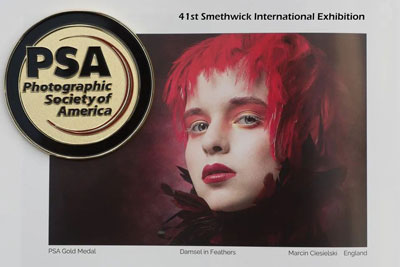 41st Smethwick International Exhibition
PSA
Photographic
Society of
America
PSA Gold Medal
Damsel in Feathers
Marcin Ciesielski England